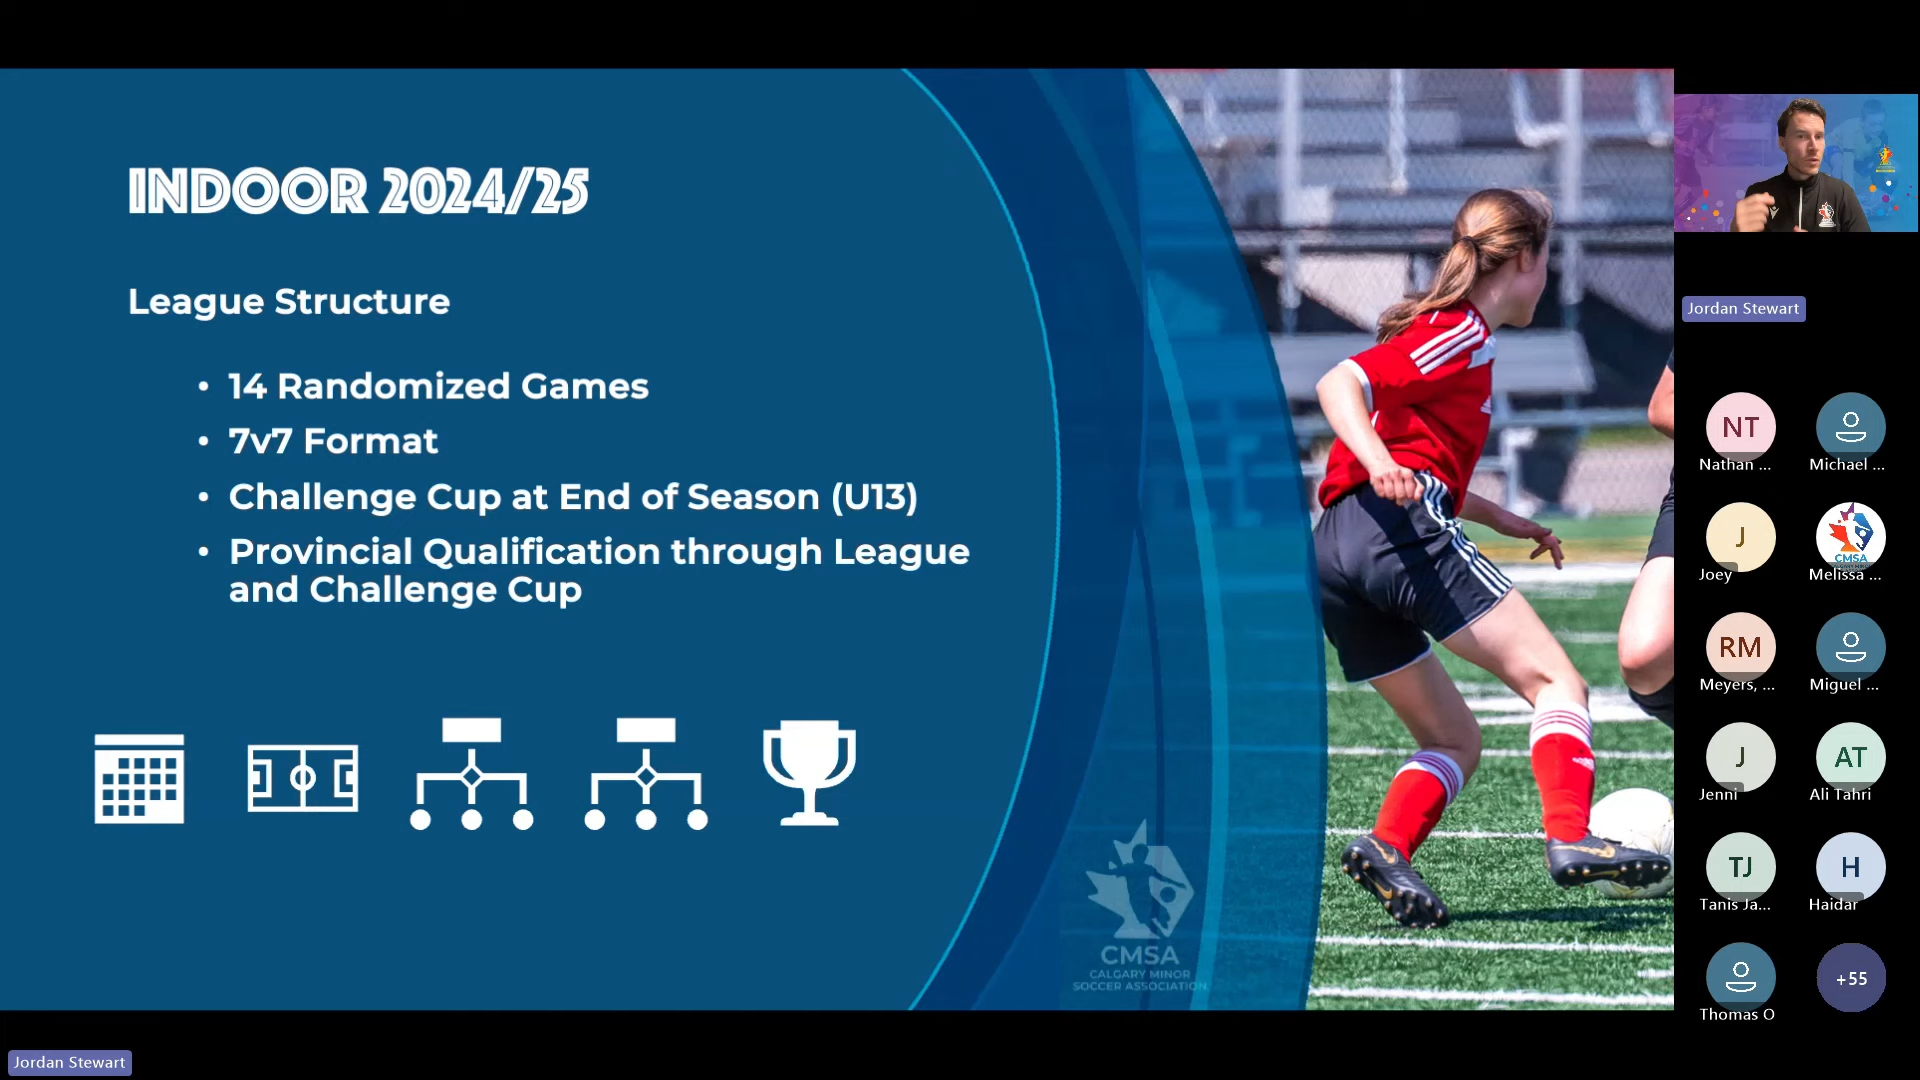 INDOOR 2024/25
League Structure
• 14 Randomized Games
• 7v7 Format
• Challenge Cup at End of Season (U13)
• Provincial Qualification through League
and Challenge Cup
CMSA
CALGARY MINOR
SOCCER ASSOCIATION
Jordan Stewart
Jordan Stewart
NT
Nathan ...
Michael ...
J
Joey
CMSA
Melissa ...
RM
Meyers, ...
Miguel ...
J
Jenni
AT
Ali Tahri
TJ
Tanis Ja...
H
Haidar
Thomas O
+55